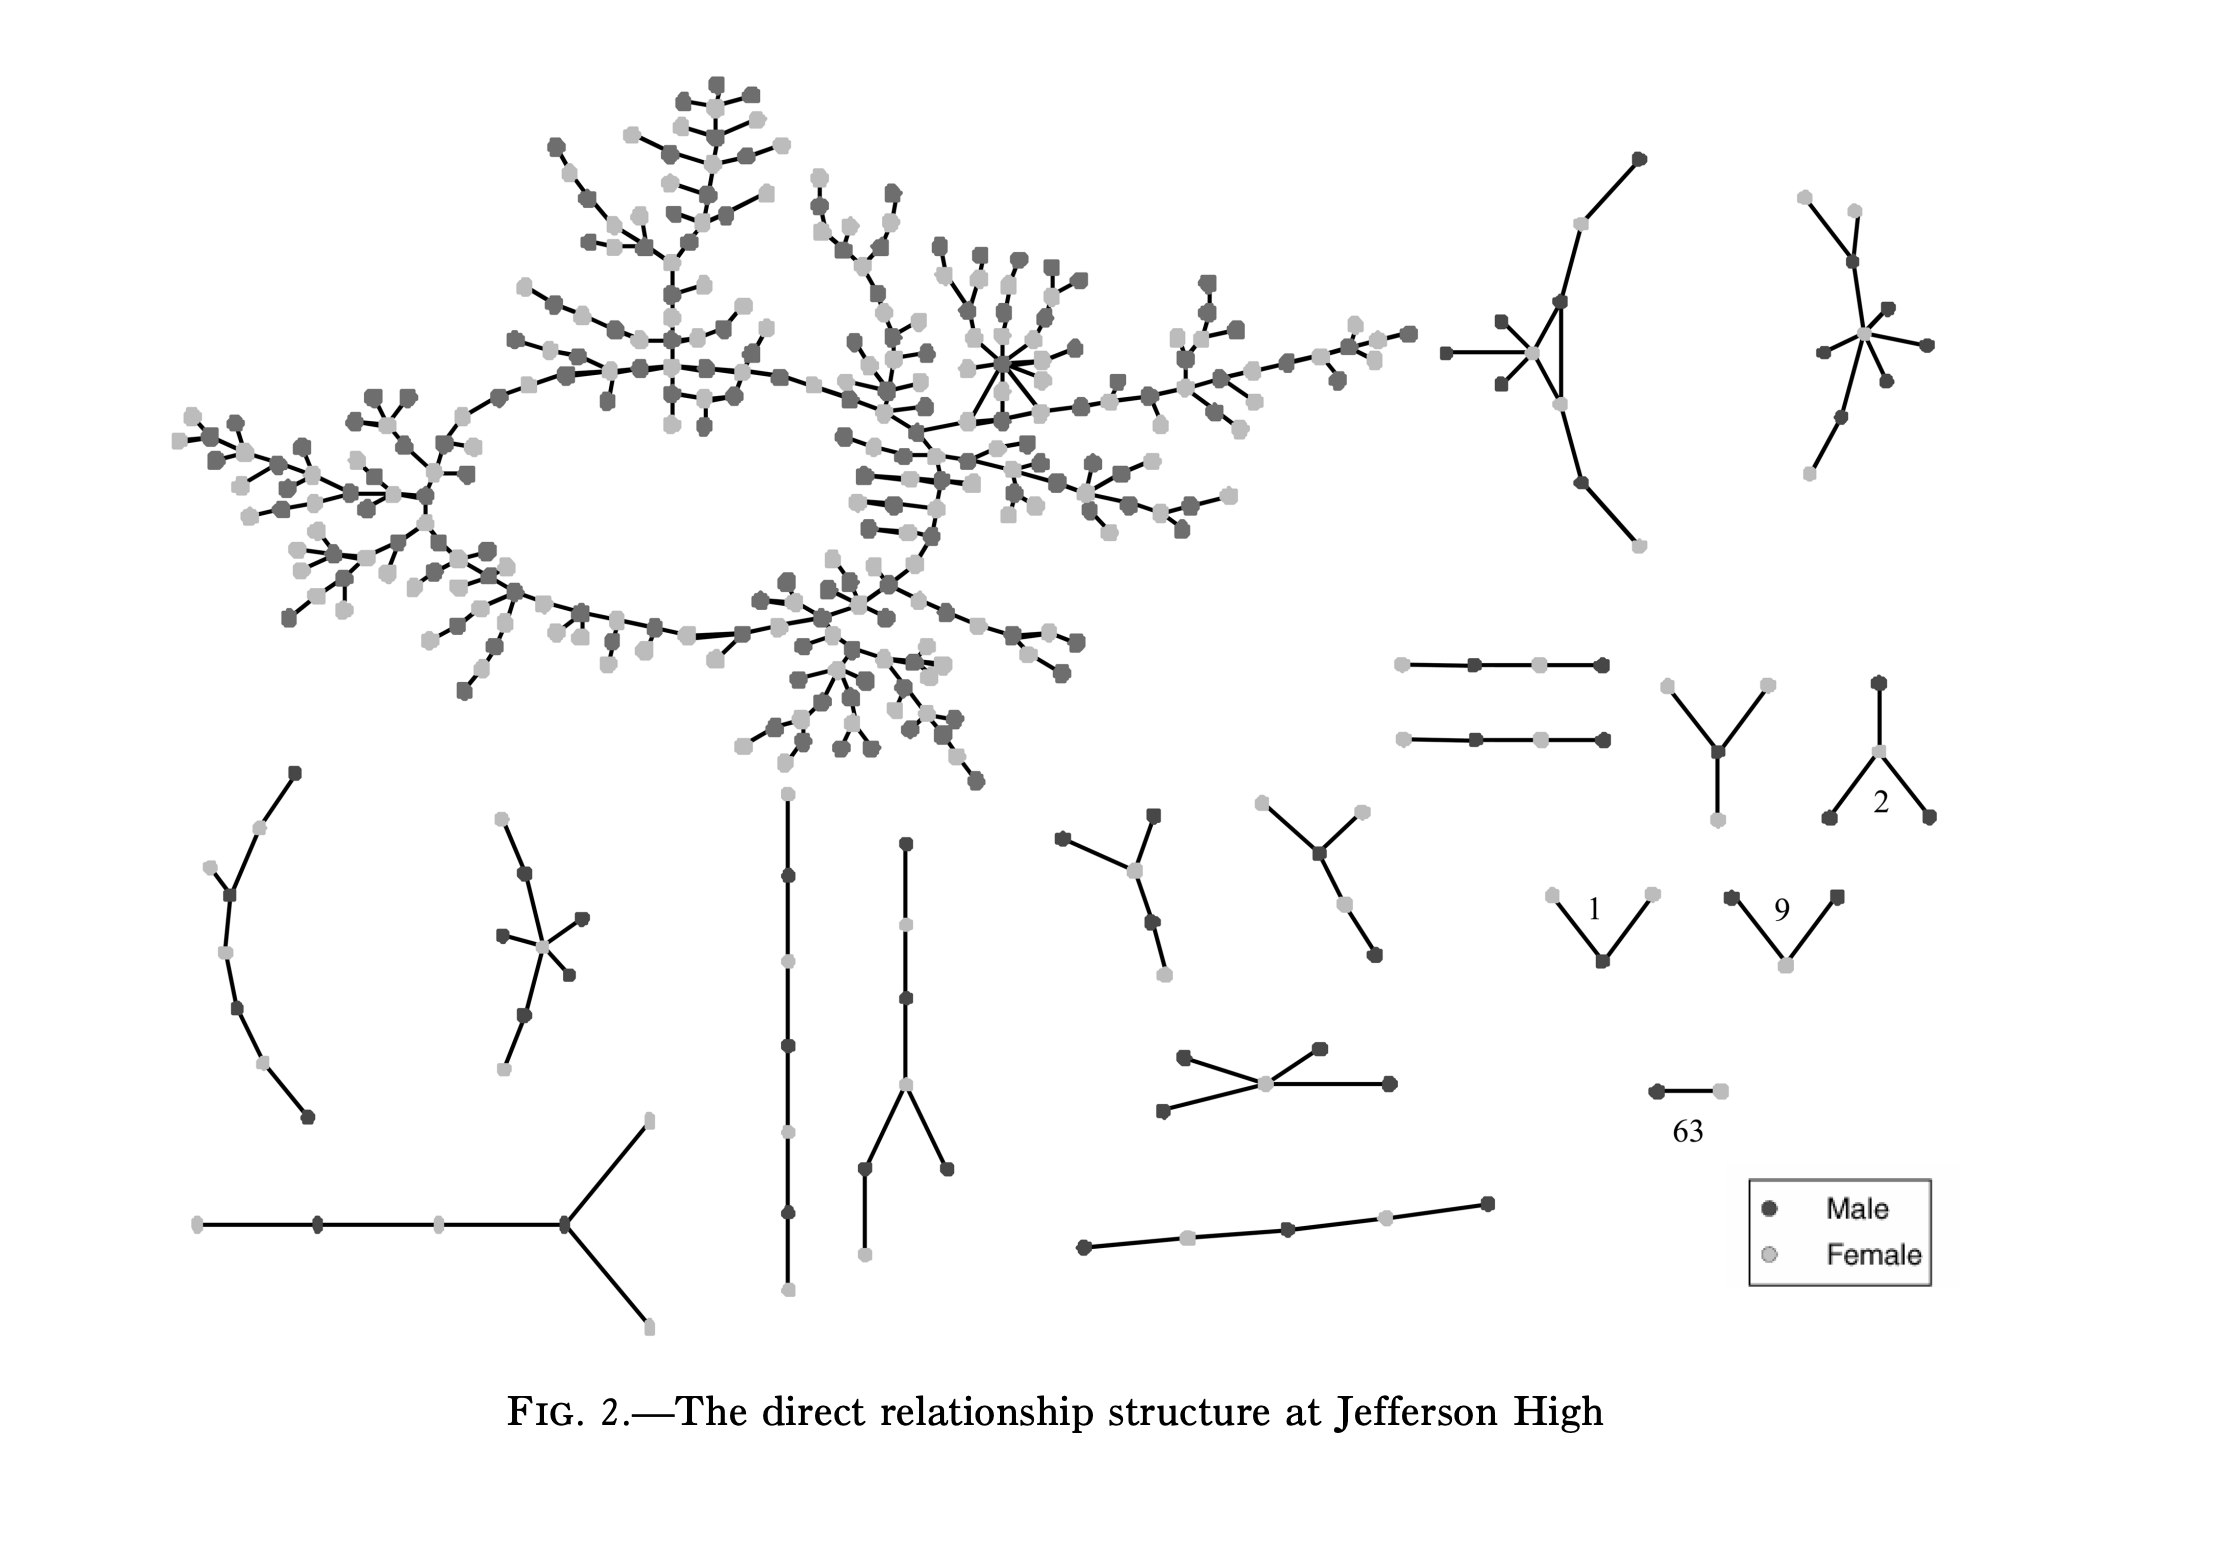 2
1
9
63
Male
Female
FIG. 2.—The direct relationship structure at Jefferson High